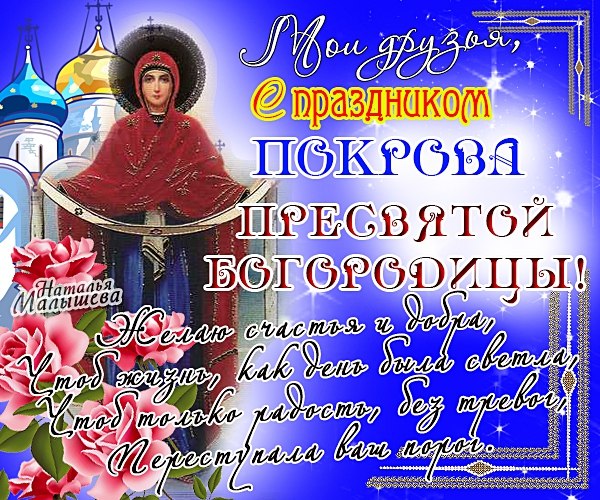 Мои друзья,
С праздником
ПОКРОВА
ПРЕСВЯТОЙ
БОГОРОДИЦЫ!
Наталья
Малышева
Желаю счастья и добра,
Чтоб жизнь, как день была светла,
Чтоб только радость, без тревог,
Переступала ваш порог.